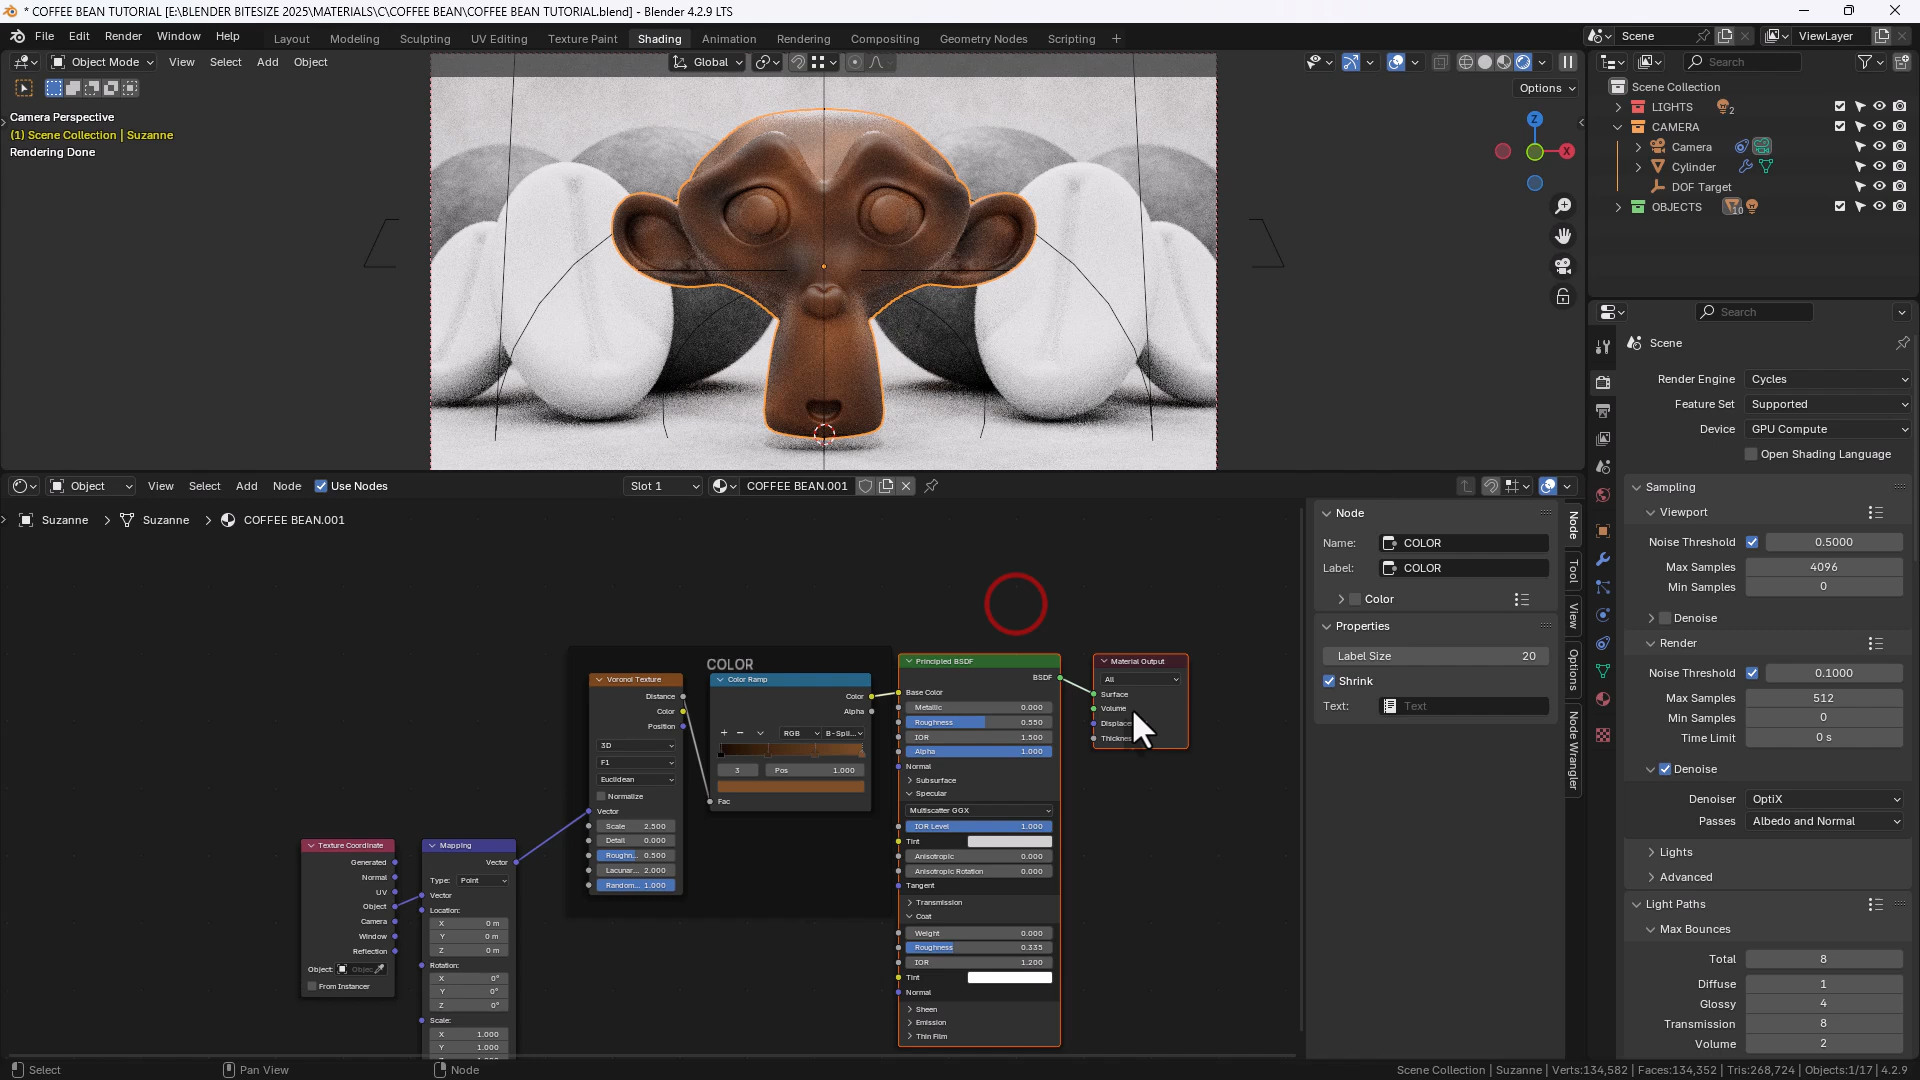 * COFFEE BEAN TUTORIAL [E:\BLENDER BITESIZE 2025\MATERIALS\C\COFFEE BEAN\COFFEE BEAN TUTORIAL.blend] - Blender 4.2.9 LTS
File Edit Render Window Help Layout Modeling Sculpting UV Editing Texture Paint Shading Animation Rendering Compositing Geometry Nodes Scripting + Scene ViewLayer
Object Mode View Select Add Object Global Search
Options
Camera Perspective
(1) Scene Collection | Suzanne
Rendering Done
Z
X
Scene Collection
LIGHTS 2
CAMERA
Camera
Cylinder
DOF Target
OBJECTS 10
Search
Scene
Render Engine Cycles
Feature Set Supported
Device GPU Compute
Open Shading Language
Sampling
Viewport
Noise Threshold 0.5000
Max Samples 4096
Min Samples 0
Denoise
Render
Noise Threshold 0.1000
Max Samples 512
Min Samples 0
Time Limit 0 s
Denoise
Denoiser OptiX
Passes Albedo and Normal
Lights
Advanced
Light Paths
Max Bounces
Total 8
Diffuse 1
Glossy 4
Transmission 8
Volume 2
Object View Select Add Node Use Nodes Slot 1 COFFEE BEAN.001
Suzanne Suzanne COFFEE BEAN.001
Node
Name: COLOR
Label: COLOR
Color
Properties
Label Size 20
Shrink
Text: Text
Node
Tool
View
Options
Node Wrangler
COLOR
Voronoi Texture
Distance
Color
Position
3D
F1
Euclidean
Normalize
Vector
Scale 2.500
Detail 0.000
Roughn... 0.500
Lacunar... 2.000
Random... 1.000
Color Ramp
Color
Alpha
+ − RGB B-Spli...
3 Pos 1.000
Fac
Principled BSDF
BSDF
Base Color
Metallic 0.000
Roughness 0.550
IOR 1.500
Alpha 1.000
Normal
Subsurface
Specular
Multiscatter GGX
IOR Level 1.000
Tint
Anisotropic 0.000
Anisotropic Rotation 0.000
Tangent
Transmission
Coat
Weight 0.000
Roughness 0.335
IOR 1.200
Tint
Normal
Sheen
Emission
Thin Film
Material Output
All
Surface
Volume
Displace
Thickness
Texture Coordinate
Generated
Normal
UV
Object
Camera
Window
Reflection
Object: Objec
From Instancer
Mapping
Vector
Type: Point
Vector
Location:
X 0 m
Y 0 m
Z 0 m
Rotation:
X 0°
Y 0°
Z 0°
Scale:
X 1.000
Y 1.000
Select Pan View Node Scene Collection | Suzanne | Verts:134,582 | Faces:134,352 | Tris:268,724 | Objects:1/17 | 4.2.9